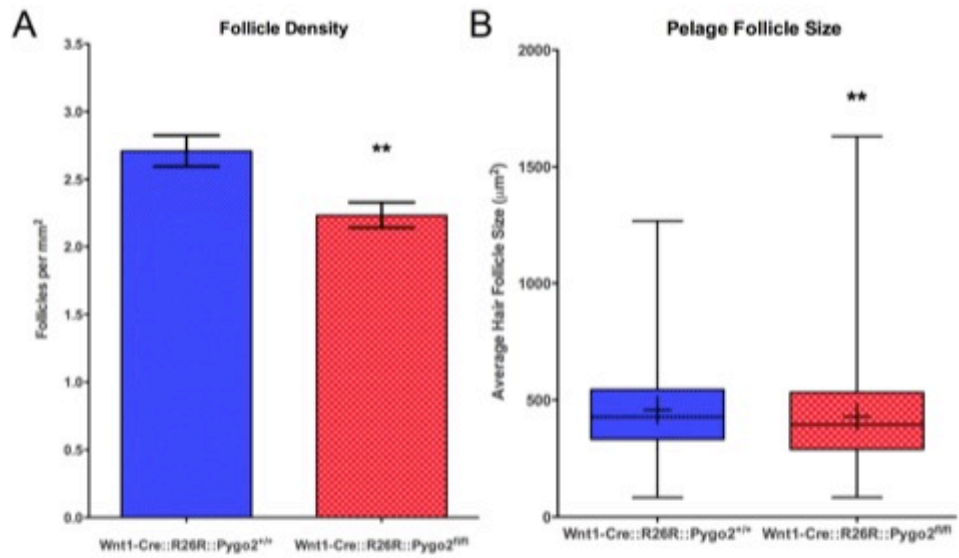 A
Follicle Density
3.5
3.0
2.5
2.0
1.5
1.0
0.5
0.0
Follicles per mm²
**
Wnt1-Cre::R26R::Pygo2⁺/⁺
Wnt1-Cre::R26R::Pygo2ᶠˡ/ᶠˡ
B
Pelage Follicle Size
2000
1500
1000
500
0
Average Hair Follicle Size (μm²)
**
Wnt1-Cre::R26R::Pygo2⁺/⁺
Wnt1-Cre::R26R::Pygo2ᶠˡ/ᶠˡ